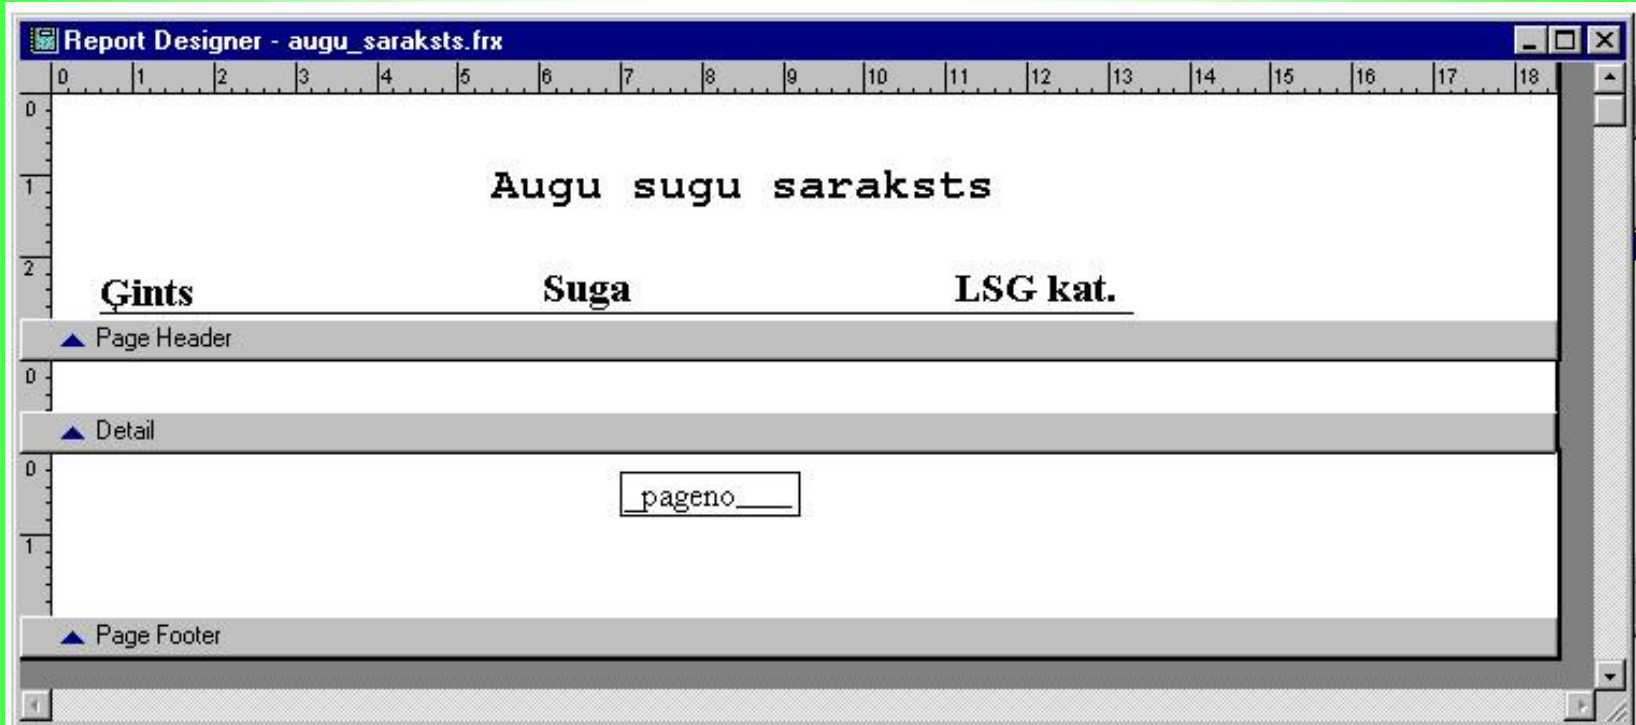 Report Designer - augu_saraksts.frx
0 1 2 3 4 5 6 7 8 9 10 11 12 13 14 15 16 17 18
0
1
Augu sugu saraksts
2
Ģints Suga LSG kat.
Page Header
0
Detail
0
_pageno____
1
Page Footer